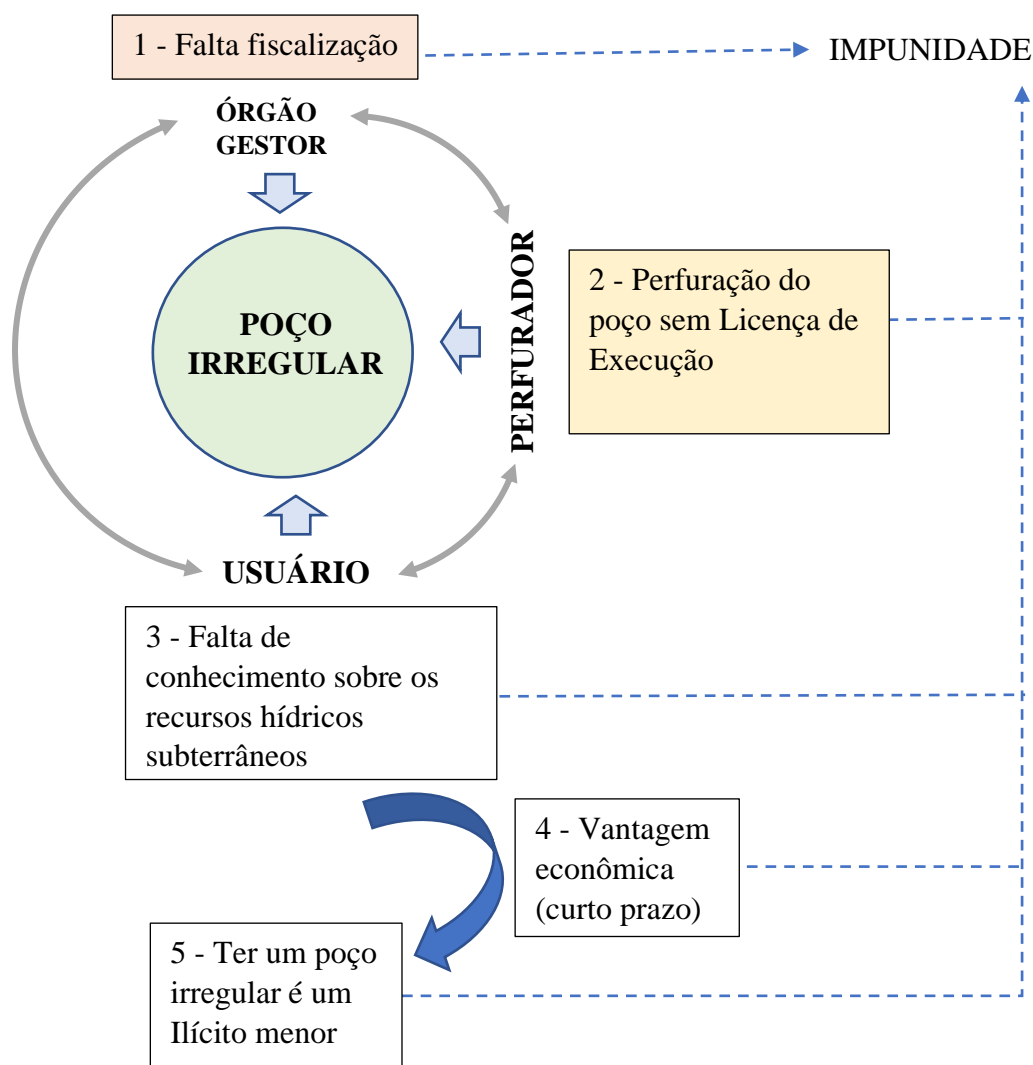 1 - Falta fiscalização
IMPUNIDADE
ÓRGÃO
GESTOR
PERFURADOR
2 - Perfuração do
poço sem Licença de
Execução
POÇO
IRREGULAR
USUÁRIO
3 - Falta de
conhecimento sobre os
recursos hídricos
subterrâneos
4 - Vantagem
econômica
(curto prazo)
5 - Ter um poço
irregular é um
Ilícito menor